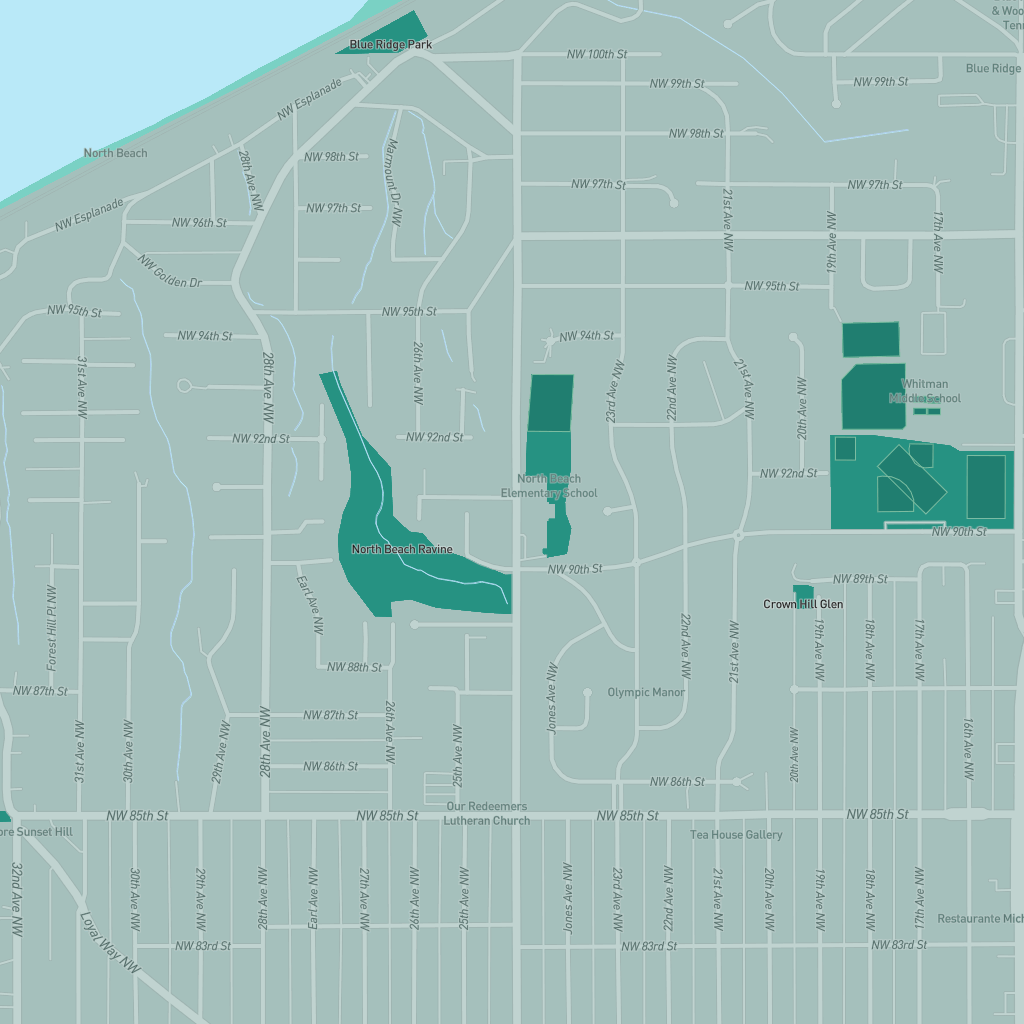 & Woo
Tenn
Blue Ridge Park
NW 100th St
Blue Ridge
NW Esplanade
NW 99th St
NW 99th St
NW 98th St
North Beach
NW 98th St
28th Ave NW
Marmount Dr NW
NW 97th St
NW 97th St
NW Esplanade
NW 97th St
NW 96th St
21st Ave NW
19th Ave NW
17th Ave NW
NW Golden Dr
NW 95th St
NW 95th St
NW 95th St
NW 94th St
NW 94th St
31st Ave NW
28th Ave NW
26th Ave NW
23rd Ave NW
22nd Ave NW
21st Ave NW
20th Ave NW
Whitman
Middle School
NW 92nd St
NW 92nd St
NW 92nd St
North Beach
Elementary School
NW 90th St
North Beach Ravine
NW 90th St
NW 89th St
Earl Ave NW
Crown Hill Glen
Forest Hill Pl NW
22nd Ave NW
21st Ave NW
19th Ave NW
18th Ave NW
17th Ave NW
NW 88th St
NW 87th St
Jones Ave NW
Olympic Manor
NW 87th St
31st Ave NW
30th Ave NW
29th Ave NW
28th Ave NW
26th Ave NW
25th Ave NW
20th Ave NW
16th Ave NW
NW 86th St
NW 86th St
Our Redeemers
Lutheran Church
NW 85th St
NW 85th St
NW 85th St
NW 85th St
ore Sunset Hill
Tea House Gallery
32nd Ave NW
30th Ave NW
29th Ave NW
28th Ave NW
Earl Ave NW
27th Ave NW
26th Ave NW
25th Ave NW
Jones Ave NW
23rd Ave NW
22nd Ave NW
21st Ave NW
20th Ave NW
19th Ave NW
18th Ave NW
17th Ave NW
Restaurante Mich
Loyal Way NW
NW 83rd St
NW 83rd St
NW 83rd St